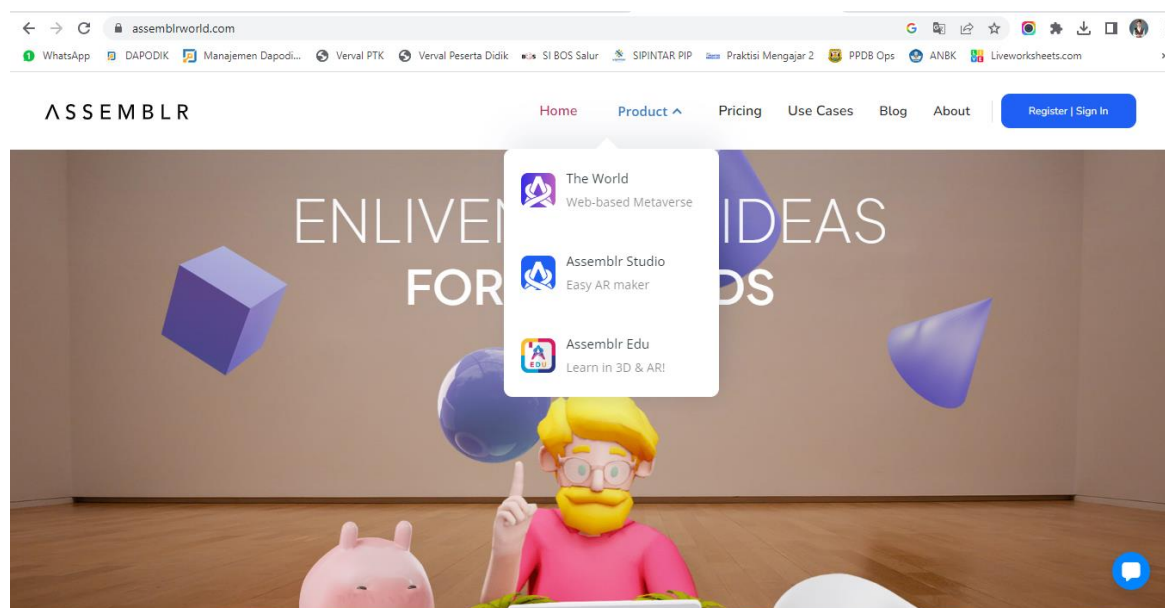 assemblrworld.com
WhatsApp DAPODIK Manajemen Dapodi... Verval PTK Verval Peserta Didik SI BOS Salur SIPINTAR PIP Praktisi Mengajar 2 PPDB Ops ANBK Liveworksheets.com
ASSEMBLR Home Product Pricing Use Cases Blog About Register | Sign In
The World
Web-based Metaverse
Assemblr Studio
Easy AR maker
Assemblr Edu
EDU
Learn in 3D & AR!
ENLIVEN IDEAS
FOR DS